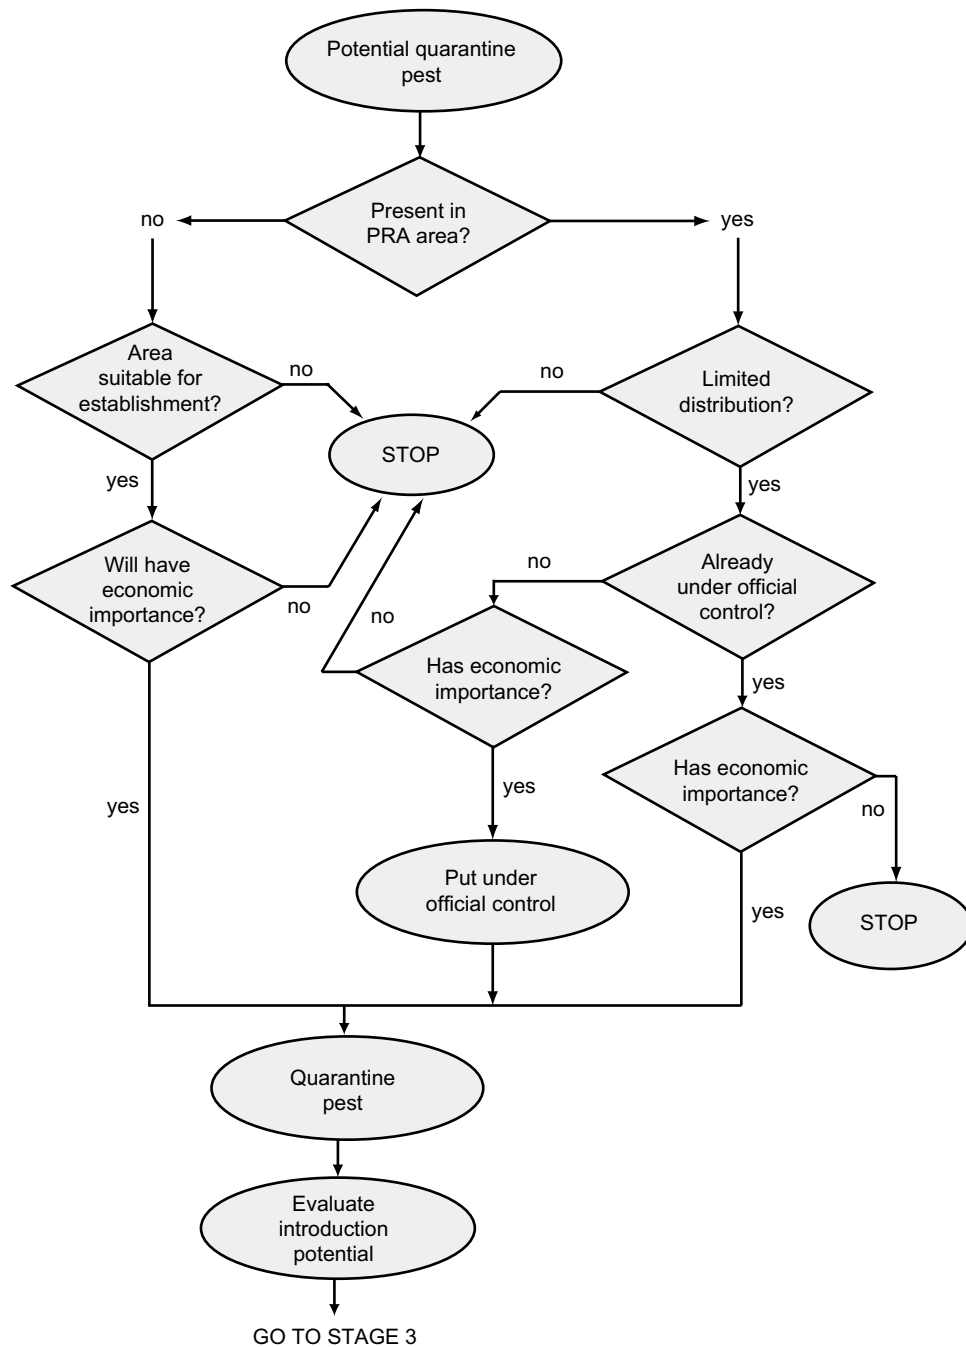 Potential quarantine
pest
Present in
PRA area?
no
yes
Area
suitable for
establishment?
no
no
Limited
distribution?
STOP
yes
yes
Will have
economic
importance?
no
no
Already
under official
control?
no
Has economic
importance?
yes
yes
Has economic
importance?
yes
no
Put under
official control
yes
STOP
Quarantine
pest
Evaluate
introduction
potential
GO TO STAGE 3